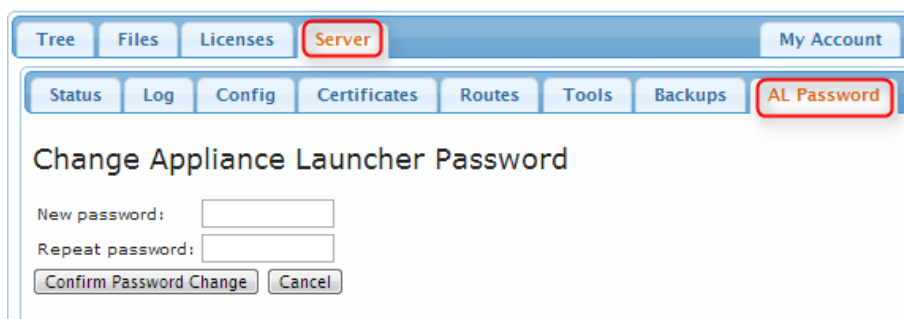 Tree Files Licenses Server My Account
Status Log Config Certificates Routes Tools Backups AL Password
Change Appliance Launcher Password
New password:
Repeat password:
Confirm Password Change Cancel